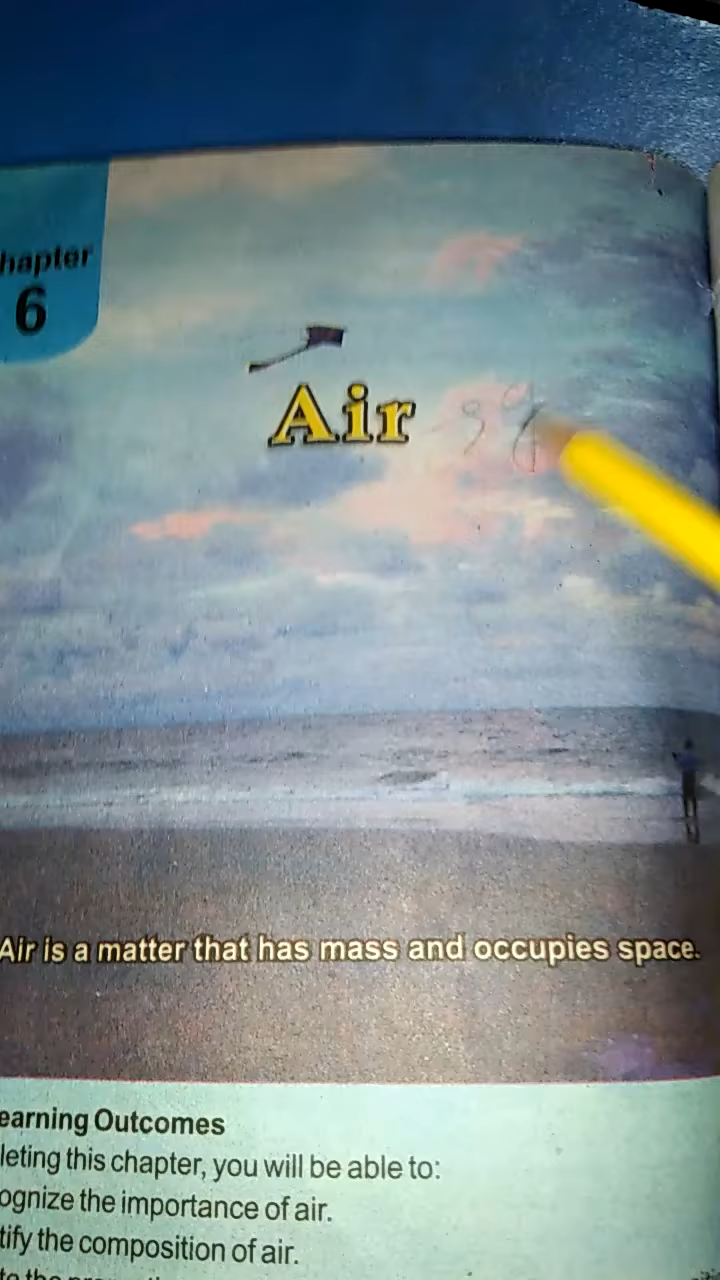 hapter
6
Air
Air is a matter that has mass and occupies space.
earning Outcomes
leting this chapter, you will be able to:
ognize the importance of air.
tify the composition of air.